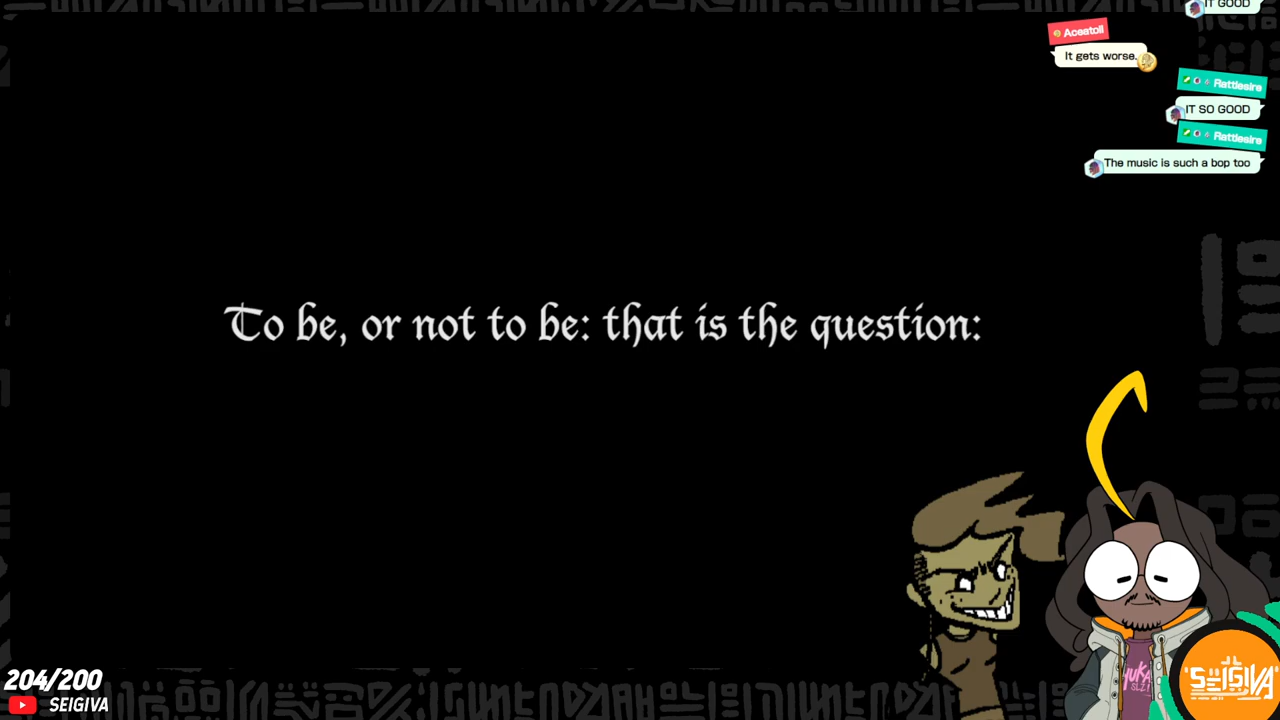 IT GOOD
Aceatoll
It gets worse.
Rattlesire
IT SO GOOD
Rattlesire
The music is such a bop too
To be, or not to be: that is the question:
204/200
SEIGIVA
SEIGIVA